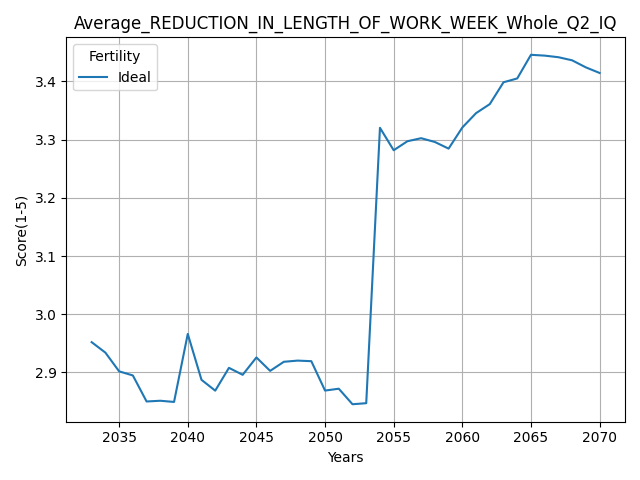 Average_REDUCTION_IN_LENGTH_OF_WORK_WEEK_Whole_Q2_IQ
Fertility
Ideal
3.4
3.3
3.2
3.1
3.0
2.9
Score(1-5)
2035 2040 2045 2050 2055 2060 2065 2070
Years